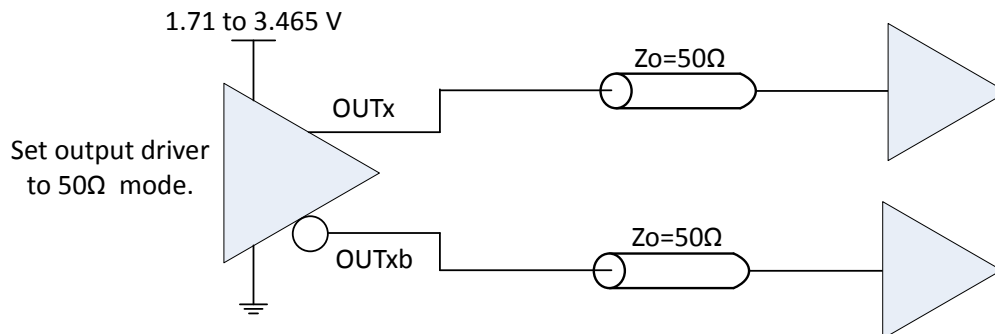 1.71 to 3.465 V
Zo=50Ω
OUTx
Set output driver
to 50Ω mode.
Zo=50Ω
OUTxb